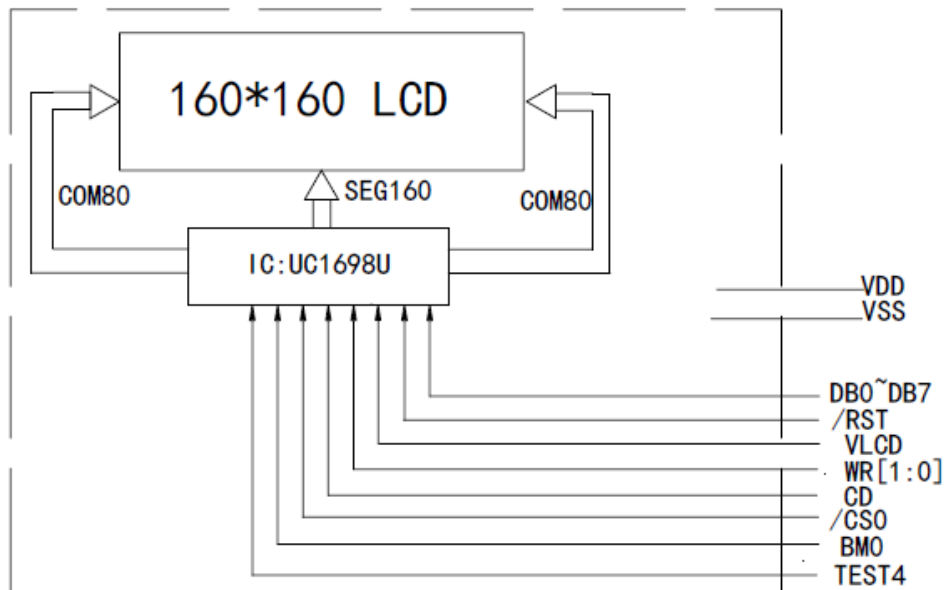 160*160 LCD
COM80
SEG160
COM80
IC:UC1698U
VDD
VSS
DB0~DB7
/RST
VLCD
WR[1:0]
CD
/CS0
BM0
TEST4